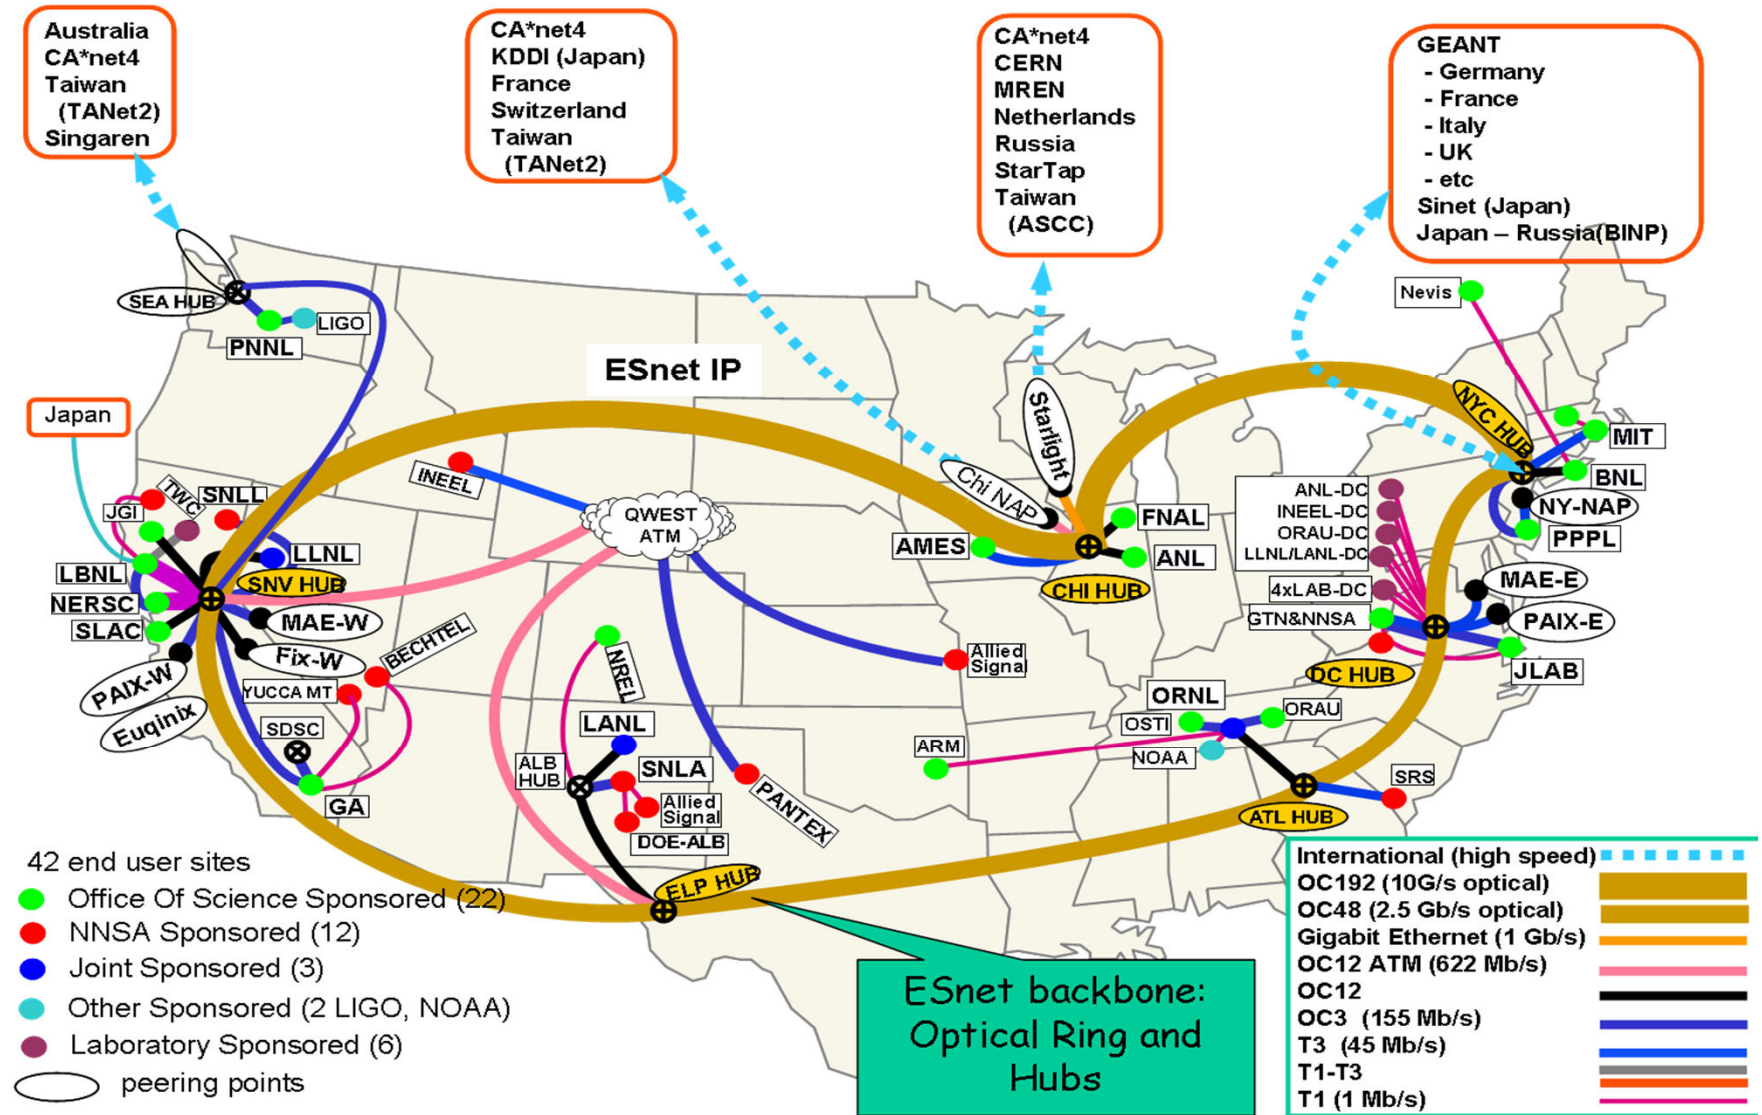 Australia
CA*net4
Taiwan
(TANet2)
Singaren
CA*net4
KDDI (Japan)
France
Switzerland
Taiwan
(TANet2)
CA*net4
CERN
MREN
Netherlands
Russia
StarTap
Taiwan
(ASCC)
GEANT
- Germany
- France
- Italy
- UK
- etc
Sinet (Japan)
Japan – Russia(BINP)
SEA HUB
LIGO
PNNL
ESnet IP
Japan
Nevis
Starlight
NYC HUB
MIT
BNL
NY-NAP
PPPL
INEEL
Chi NAP
QWEST
ATM
FNAL
AMES
ANL
CHI HUB
TWC
SNLL
JGI
LLNL
LBNL
SNV HUB
NERSC
MAE-W
SLAC
Fix-W
PAIX-W
Euqinix
BECHTEL
YUCCA MT
SDSC
GA
ANL-DC
INEEL-DC
ORAU-DC
LLNL/LANL-DC
4xLAB-DC
GTN&NNSA
MAE-E
PAIX-E
DC HUB
JLAB
NREL
Allied
Signal
LANL
ALB
HUB
SNLA
Allied
Signal
DOE-ALB
PANTEX
ELP HUB
ORNL
OSTI
ORAU
NOAA
ARM
SRS
ATL HUB
42 end user sites
Office Of Science Sponsored (22)
NNSA Sponsored (12)
Joint Sponsored (3)
Other Sponsored (2 LIGO, NOAA)
Laboratory Sponsored (6)
peering points
ESnet backbone:
Optical Ring and
Hubs
International (high speed)
OC192 (10G/s optical)
OC48 (2.5 Gb/s optical)
Gigabit Ethernet (1 Gb/s)
OC12 ATM (622 Mb/s)
OC12
OC3 (155 Mb/s)
T3 (45 Mb/s)
T1-T3
T1 (1 Mb/s)